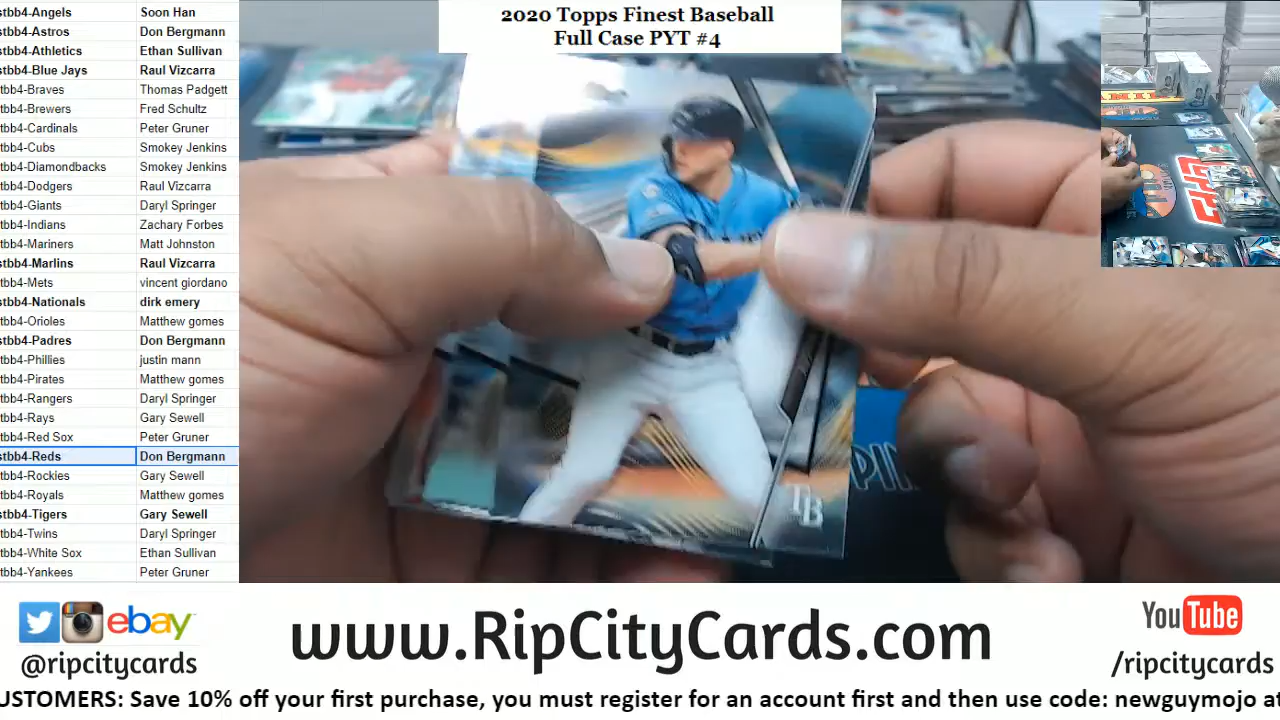 2020 Topps Finest Baseball
Full Case PYT #4
stbb4-Angels Soon Han
stbb4-Astros Don Bergmann
stbb4-Athletics Ethan Sullivan
stbb4-Blue Jays Raul Vizcarra
tbb4-Braves Thomas Padgett
tbb4-Brewers Fred Schultz
tbb4-Cardinals Peter Gruner
tbb4-Cubs Smokey Jenkins
tbb4-Diamondbacks Smokey Jenkins
tbb4-Dodgers Raul Vizcarra
tbb4-Giants Daryl Springer
tbb4-Indians Zachary Forbes
tbb4-Mariners Matt Johnston
stbb4-Marlins Raul Vizcarra
tbb4-Mets vincent giordano
stbb4-Nationals dirk emery
tbb4-Orioles Matthew gomes
stbb4-Padres Don Bergmann
tbb4-Phillies justin mann
tbb4-Pirates Matthew gomes
tbb4-Rangers Daryl Springer
tbb4-Rays Gary Sewell
tbb4-Red Sox Peter Gruner
stbb4-Reds Don Bergmann
tbb4-Rockies Gary Sewell
tbb4-Royals Matthew gomes
stbb4-Tigers Gary Sewell
tbb4-Twins Daryl Springer
tbb4-White Sox Ethan Sullivan
tbb4-Yankees Peter Gruner
TB
ebay
@ripcitycards
www.RipCityCards.com
YouTube
/ripcitycards
USTOMERS: Save 10% off your first purchase, you must register for an account first and then use code: newguymojo at